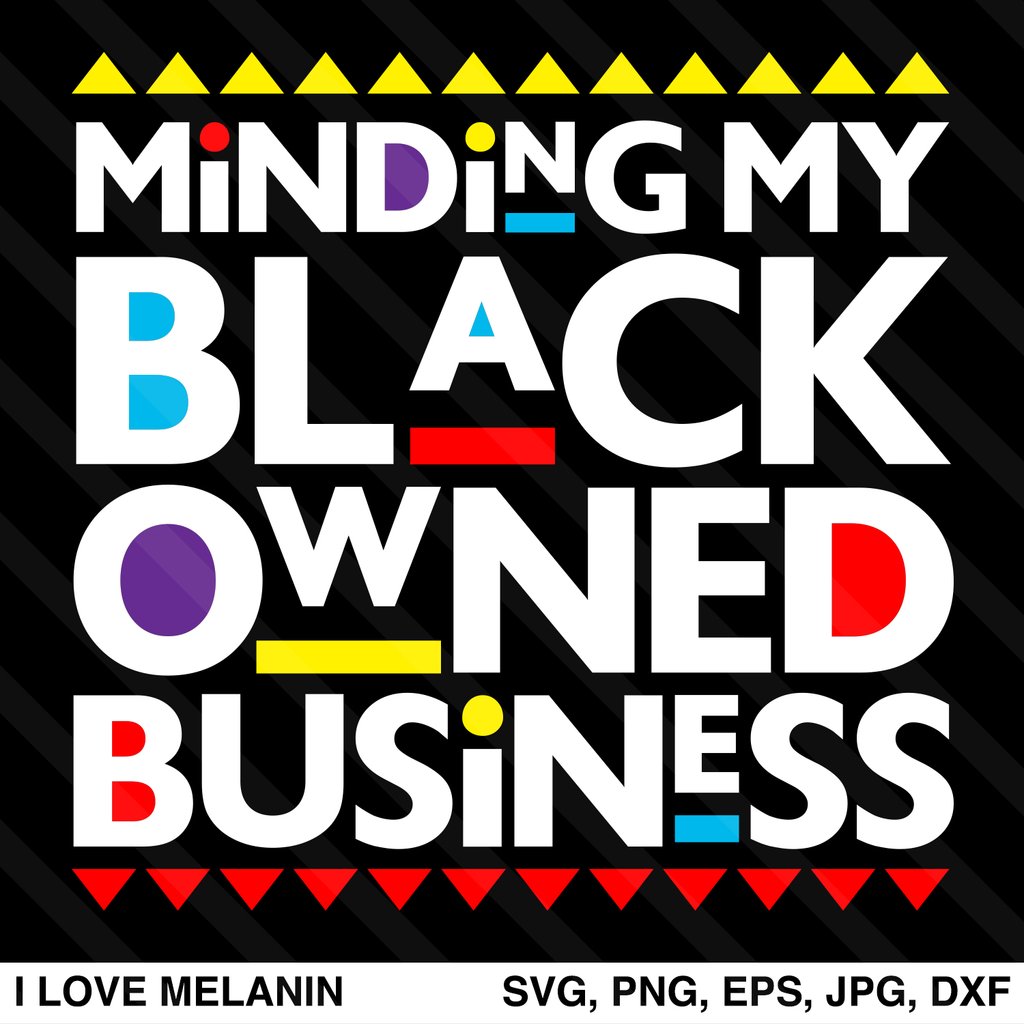 MiNDiNG MY
BLACK
OWNED
BUSiNESS
I LOVE MELANIN
SVG, PNG, EPS, JPG, DXF